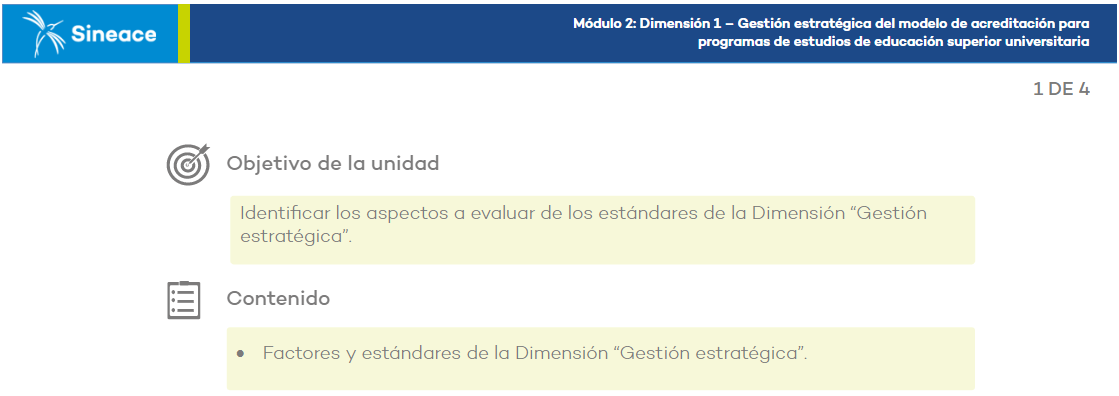 Sineace
Módulo 2: Dimensión 1 – Gestión estratégica del modelo de acreditación para
programas de estudios de educación superior universitaria
1 DE 4
Objetivo de la unidad
Identificar los aspectos a evaluar de los estándares de la Dimensión “Gestión
estratégica”.
Contenido
• Factores y estándares de la Dimensión “Gestión estratégica”.